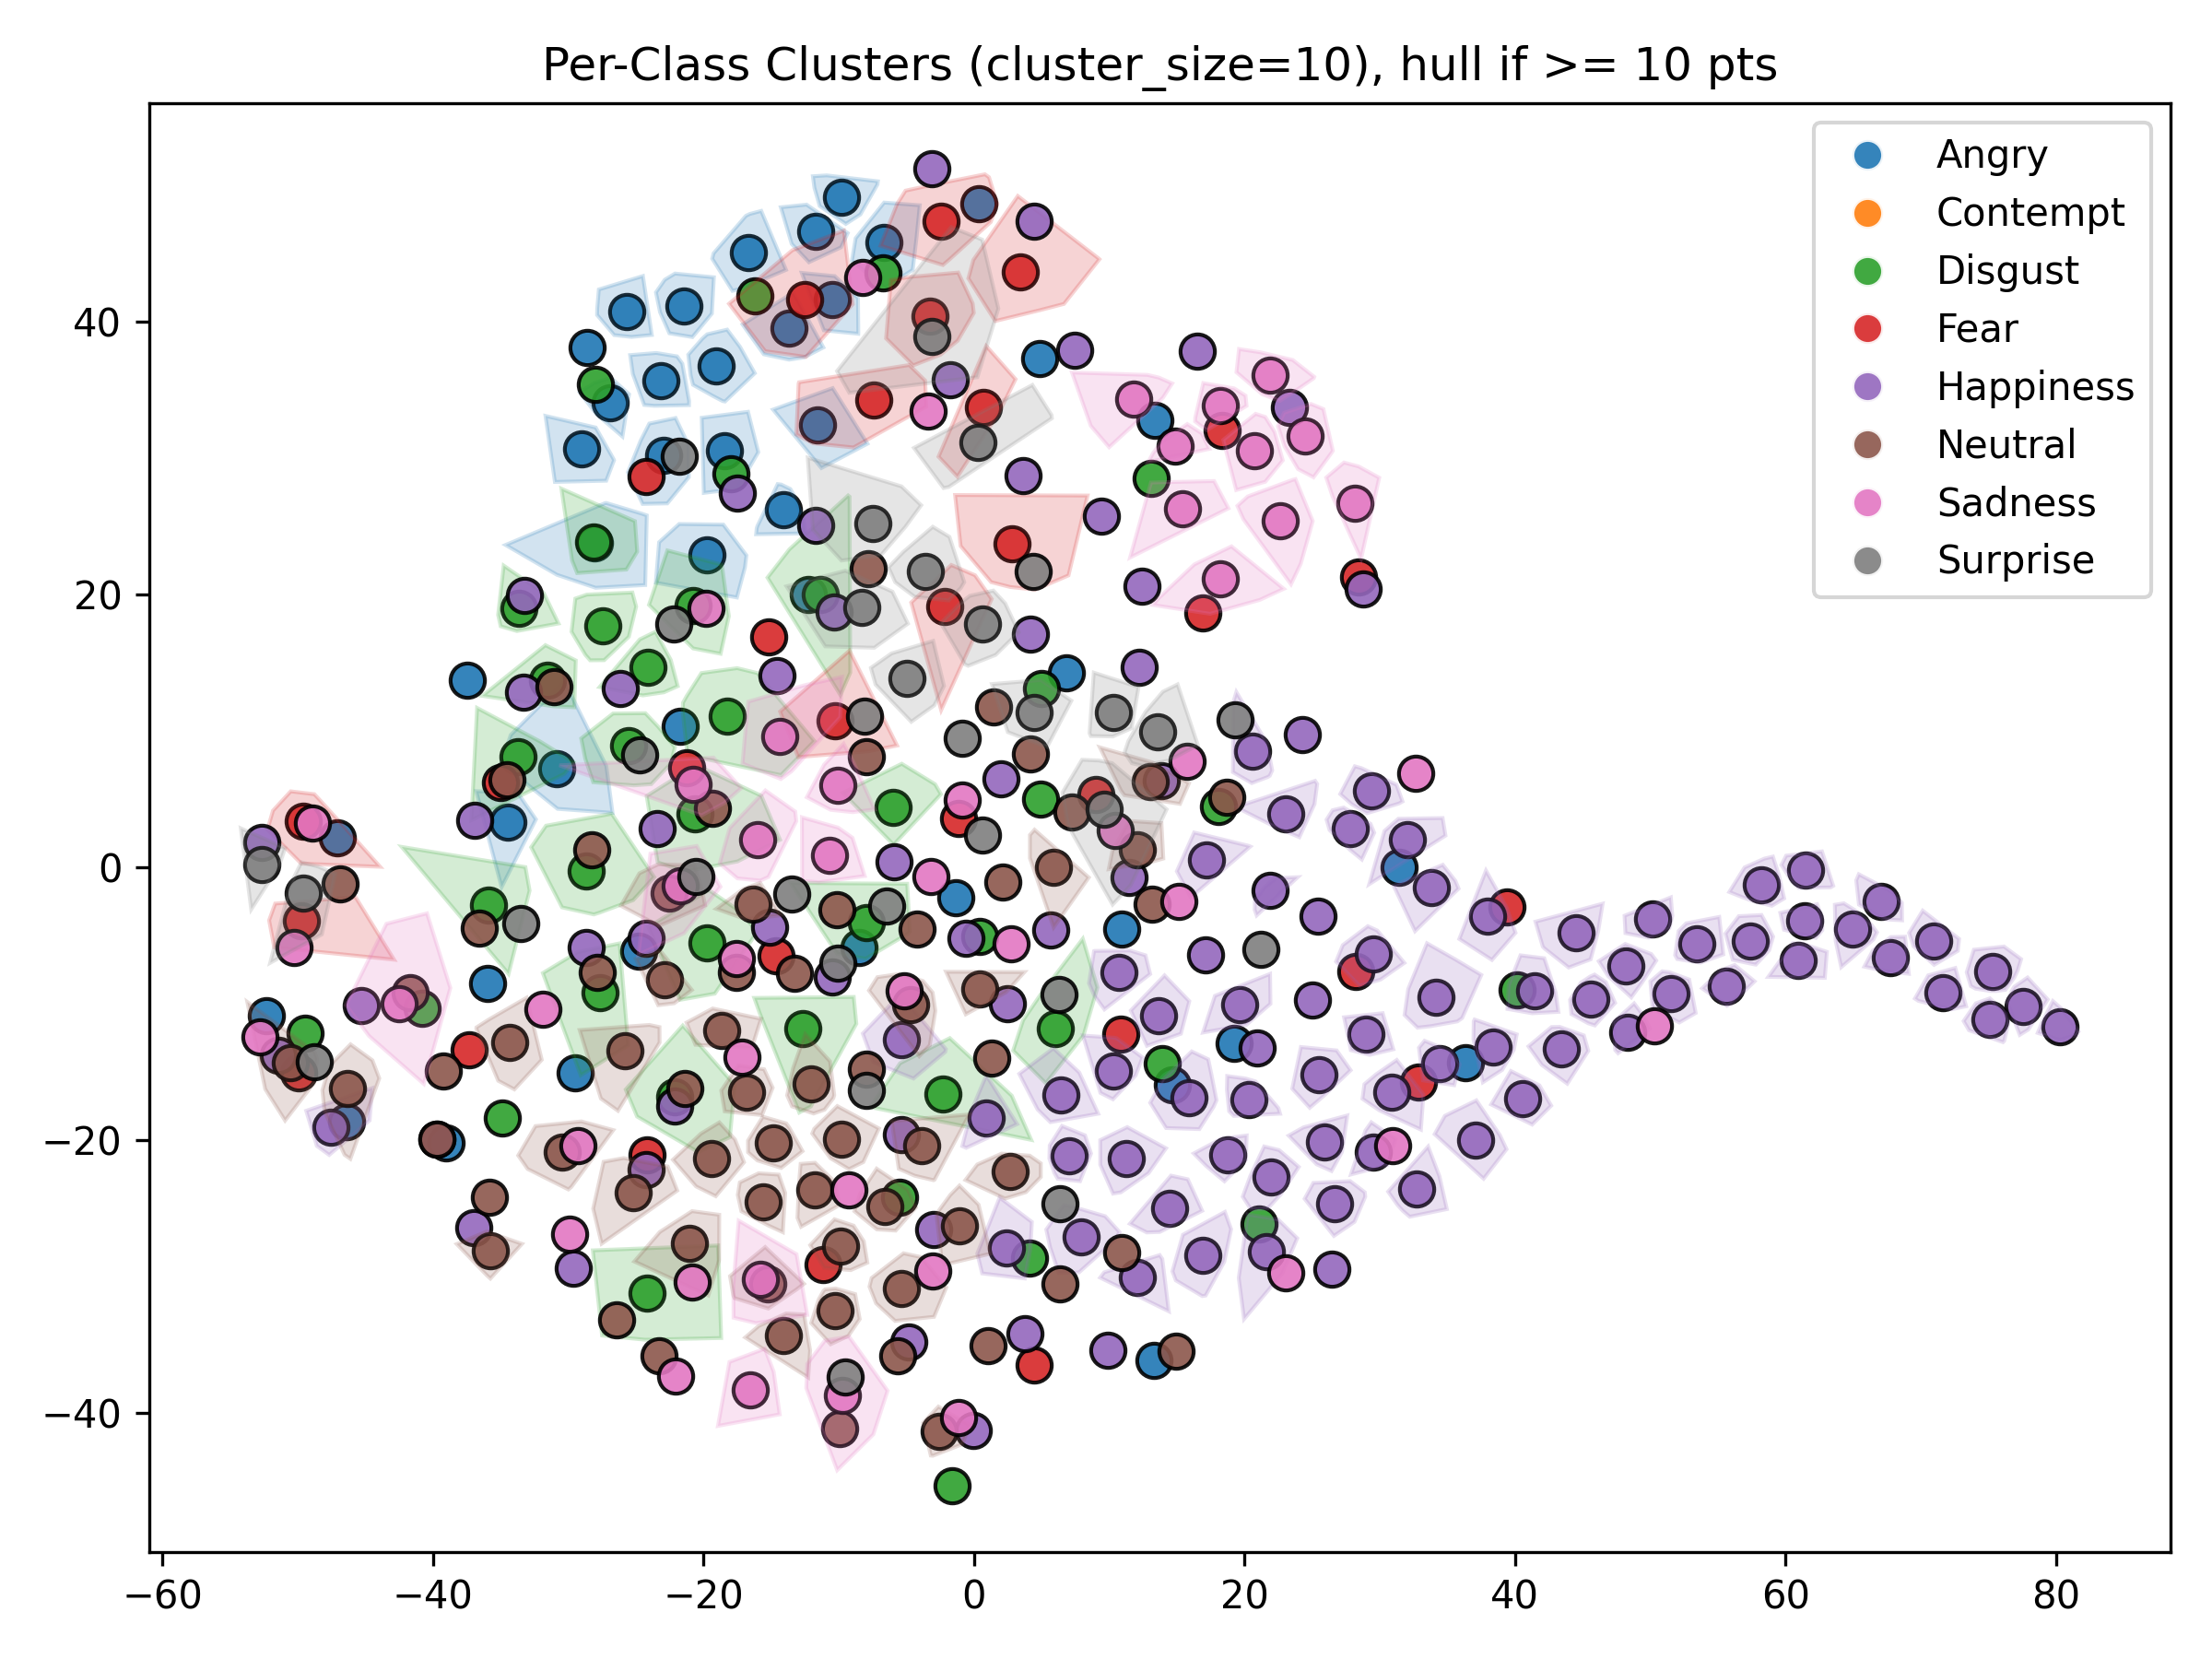 Per-Class Clusters (cluster_size=10), hull if >= 10 pts
Angry
Contempt
Disgust
Fear
Happiness
Neutral
Sadness
Surprise
40
20
0
−20
−40
−60
−40
−20
0
20
40
60
80